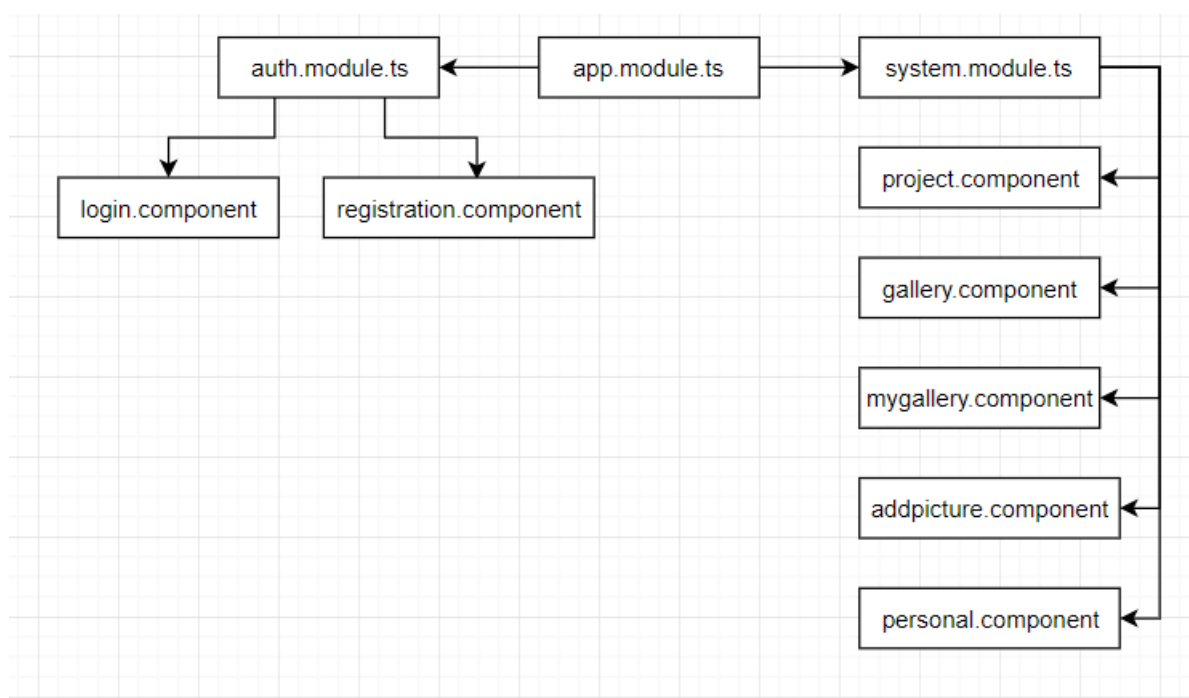 auth.module.ts
app.module.ts
system.module.ts
project.component
login.component
registration.component
gallery.component
mygallery.component
addpicture.component
personal.component